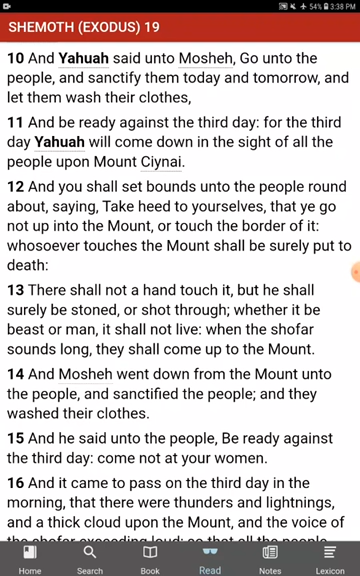 54% 3:38 PM
SHEMOTH (EXODUS) 19
10 And Yahuah said unto Mosheh, Go unto the
people, and sanctify them today and tomorrow, and
let them wash their clothes,
11 And be ready against the third day: for the third
day Yahuah will come down in the sight of all the
people upon Mount Ciynai.
12 And you shall set bounds unto the people round
about, saying, Take heed to yourselves, that ye go
not up into the Mount, or touch the border of it:
whosoever touches the Mount shall be surely put to
death:
13 There shall not a hand touch it, but he shall
surely be stoned, or shot through; whether it be
beast or man, it shall not live: when the shofar
sounds long, they shall come up to the Mount.
14 And Mosheh went down from the Mount unto
the people, and sanctified the people; and they
washed their clothes.
15 And he said unto the people, Be ready against
the third day: come not at your women.
16 And it came to pass on the third day in the
morning, that there were thunders and lightnings,
and a thick cloud upon the Mount, and the voice of
the shofar exceeding loud; so that all the people
Home Search Book Read Notes Lexicon